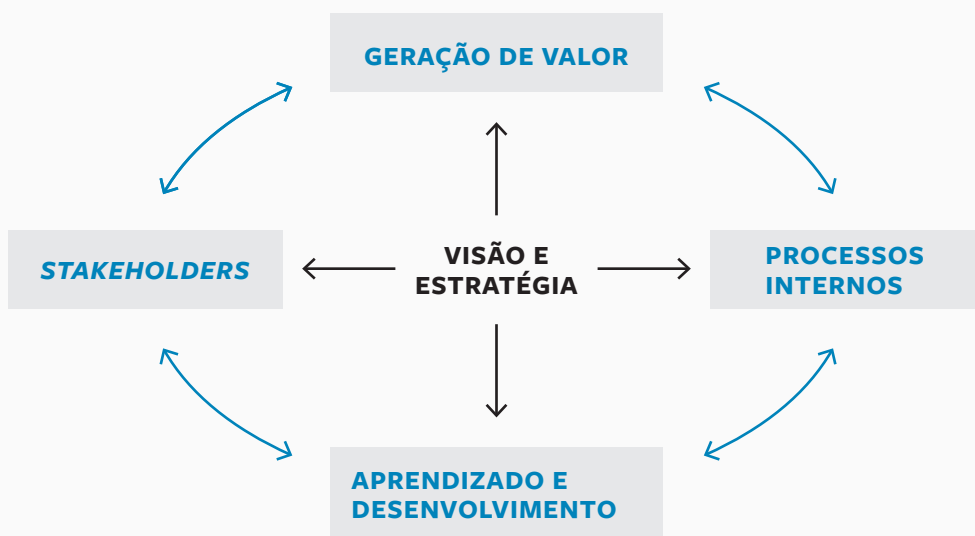 GERAÇÃO DE VALOR
STAKEHOLDERS
VISÃO E
ESTRATÉGIA
PROCESSOS
INTERNOS
APRENDIZADO E
DESENVOLVIMENTO